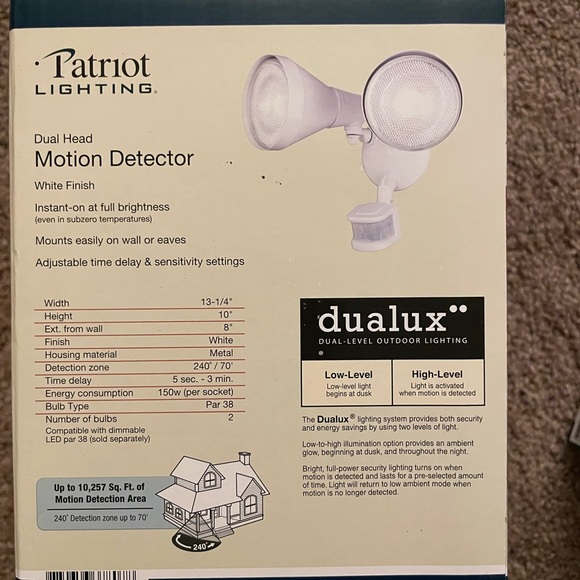 Patriot
LIGHTING®
Dual Head
Motion Detector
White Finish
Instant-on at full brightness
(even in subzero temperatures)
Mounts easily on wall or eaves
Adjustable time delay & sensitivity settings
Width 13-1/4"
Height 10"
Ext. from wall 8"
Finish White
Housing material Metal
Detection zone 240˚/ 70'
Time delay 5 sec. - 3 min.
Energy consumption 150w (per socket)
Bulb Type Par 38
Number of bulbs 2
Compatible with dimmable
LED par 38 (sold separately)
Up to 10,257 Sq. Ft. of
Motion Detection Area
240˚ Detection zone up to 70'
240˚
dualux
DUAL-LEVEL OUTDOOR LIGHTING
Low-Level
Low-level light
begins at dusk
High-Level
Light is activated
when motion is detected
The Dualux® lighting system provides both security
and energy savings by using two levels of light.
Low-to-high illumination option provides an ambient
glow, beginning at dusk, and throughout the night.
Bright, full-power security lighting turns on when
motion is detected and lasts for a pre-selected amount
of time. Light will return to low ambient mode when
motion is no longer detected.